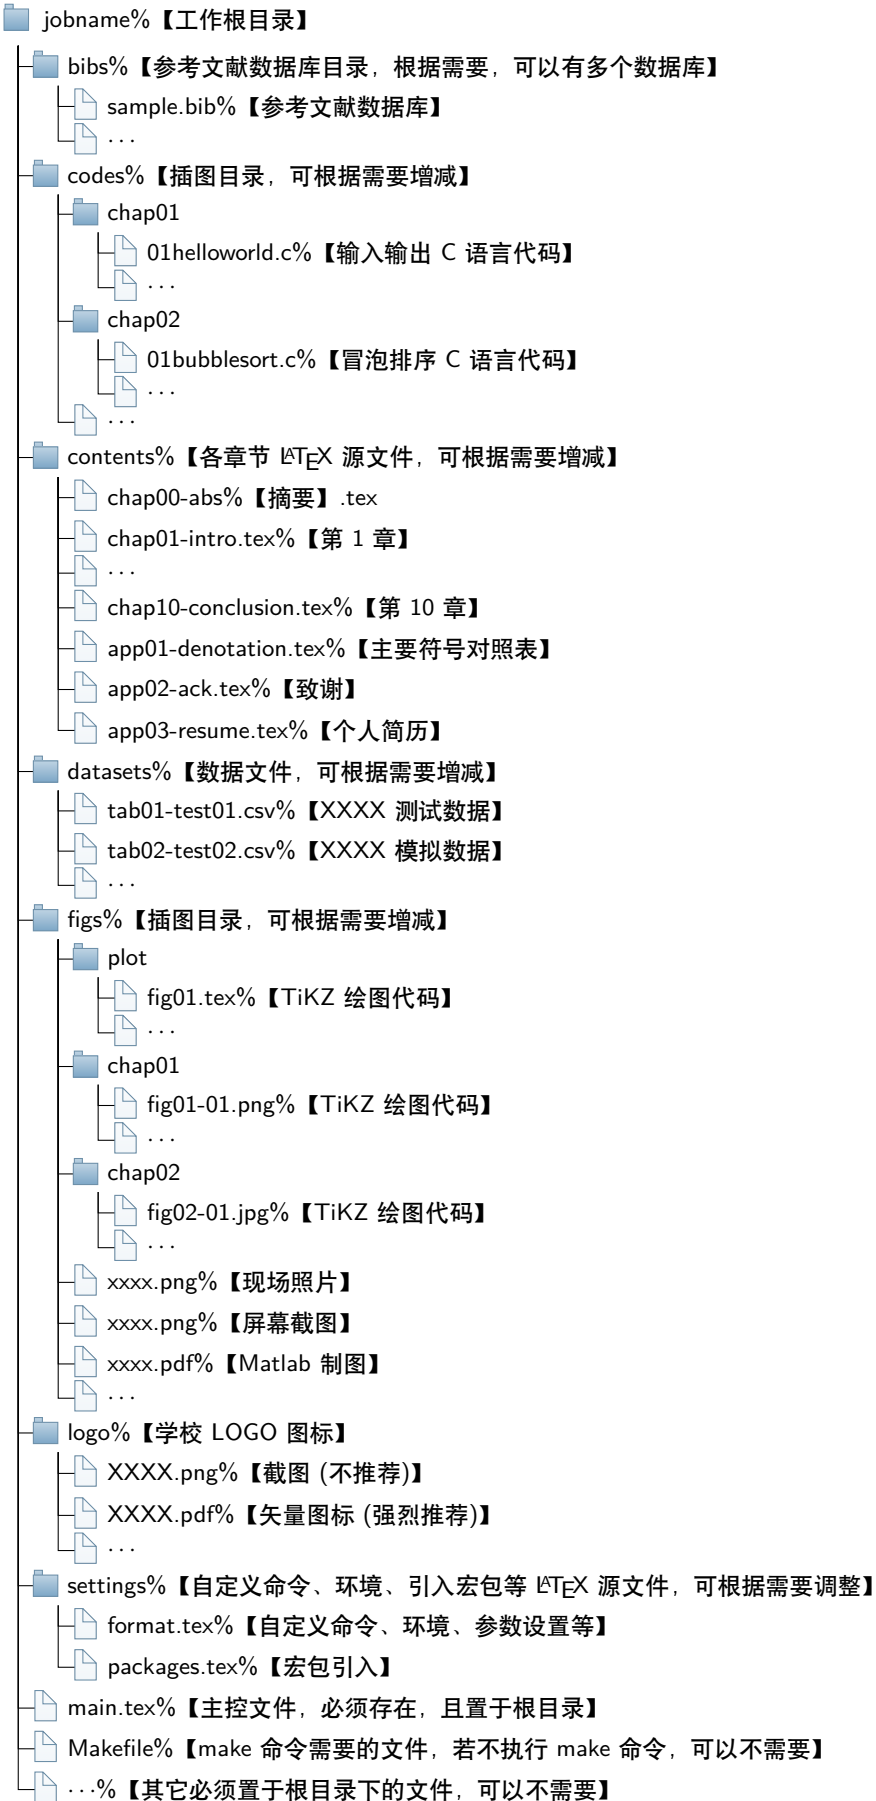 jobname%【工作根目录】
bibs%【参考文献数据库目录，根据需要，可以有多个数据库】
sample.bib%【参考文献数据库】
···
codes%【插图目录，可根据需要增减】
chap01
01helloworld.c%【输入输出 C 语言代码】
···
chap02
01bubblesort.c%【冒泡排序 C 语言代码】
···
···
contents%【各章节 LATEX 源文件，可根据需要增减】
chap00-abs%【摘要】.tex
chap01-intro.tex%【第 1 章】
···
chap10-conclusion.tex%【第 10 章】
app01-denotation.tex%【主要符号对照表】
app02-ack.tex%【致谢】
app03-resume.tex%【个人简历】
datasets%【数据文件，可根据需要增减】
tab01-test01.csv%【XXXX 测试数据】
tab02-test02.csv%【XXXX 模拟数据】
···
figs%【插图目录，可根据需要增减】
plot
fig01.tex%【TiKZ 绘图代码】
···
chap01
fig01-01.png%【TiKZ 绘图代码】
···
chap02
fig02-01.jpg%【TiKZ 绘图代码】
···
xxxx.png%【现场照片】
xxxx.png%【屏幕截图】
xxxx.pdf%【Matlab 制图】
···
logo%【学校 LOGO 图标】
XXXX.png%【截图 (不推荐)】
XXXX.pdf%【矢量图标 (强烈推荐)】
···
settings%【自定义命令、环境、引入宏包等 LATEX 源文件，可根据需要调整】
format.tex%【自定义命令、环境、参数设置等】
packages.tex%【宏包引入】
main.tex%【主控文件，必须存在，且置于根目录】
Makefile%【make 命令需要的文件，若不执行 make 命令，可以不需要】
···%【其它必须置于根目录下的文件，可以不需要】